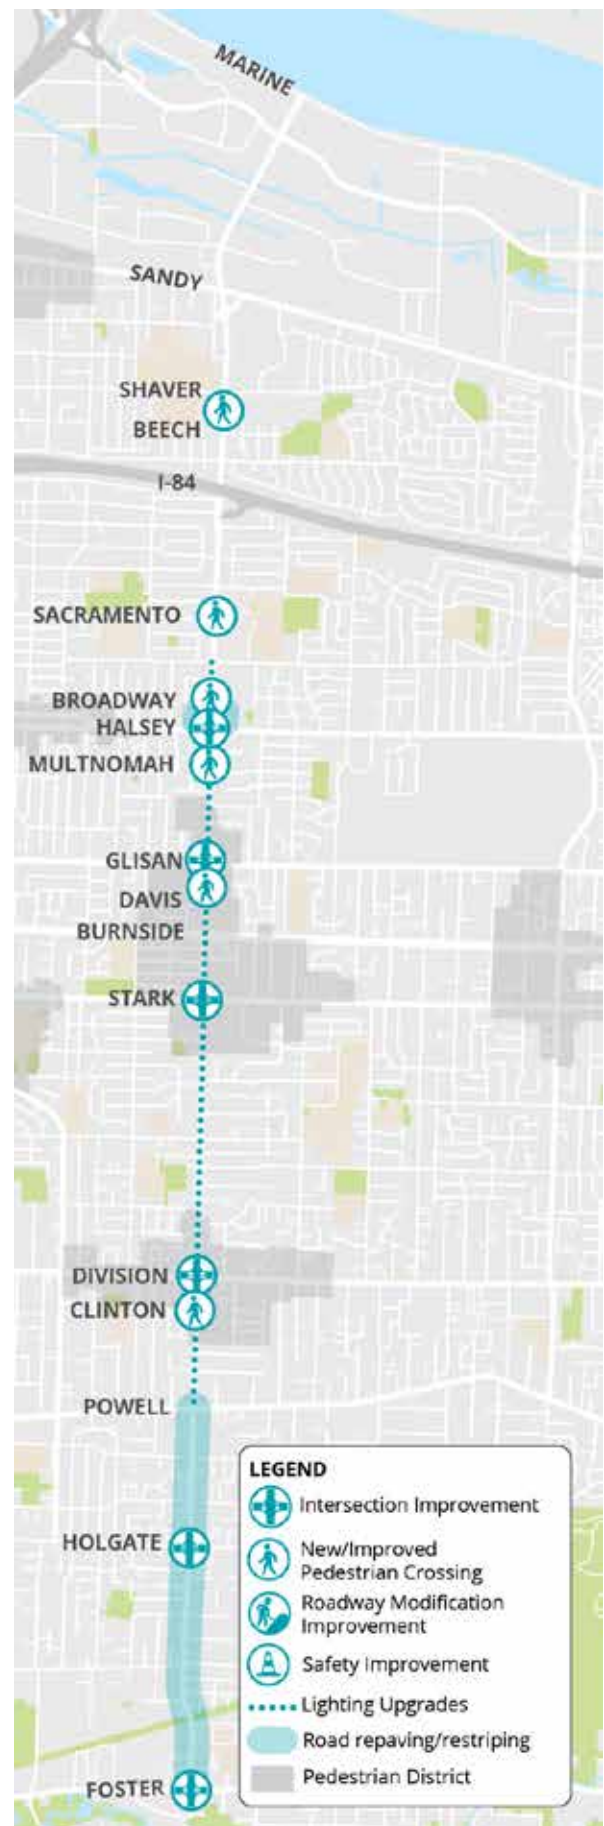 MARINE
SANDY
SHAVER
BEECH
I-84
SACRAMENTO
BROADWAY
HALSEY
MULTNOMAH
GLISAN
DAVIS
BURNSIDE
STARK
DIVISION
CLINTON
POWELL
HOLGATE
FOSTER
LEGEND
Intersection Improvement
New/Improved
Pedestrian Crossing
Roadway Modification
Improvement
Safety Improvement
Lighting Upgrades
Road repaving/restriping
Pedestrian District